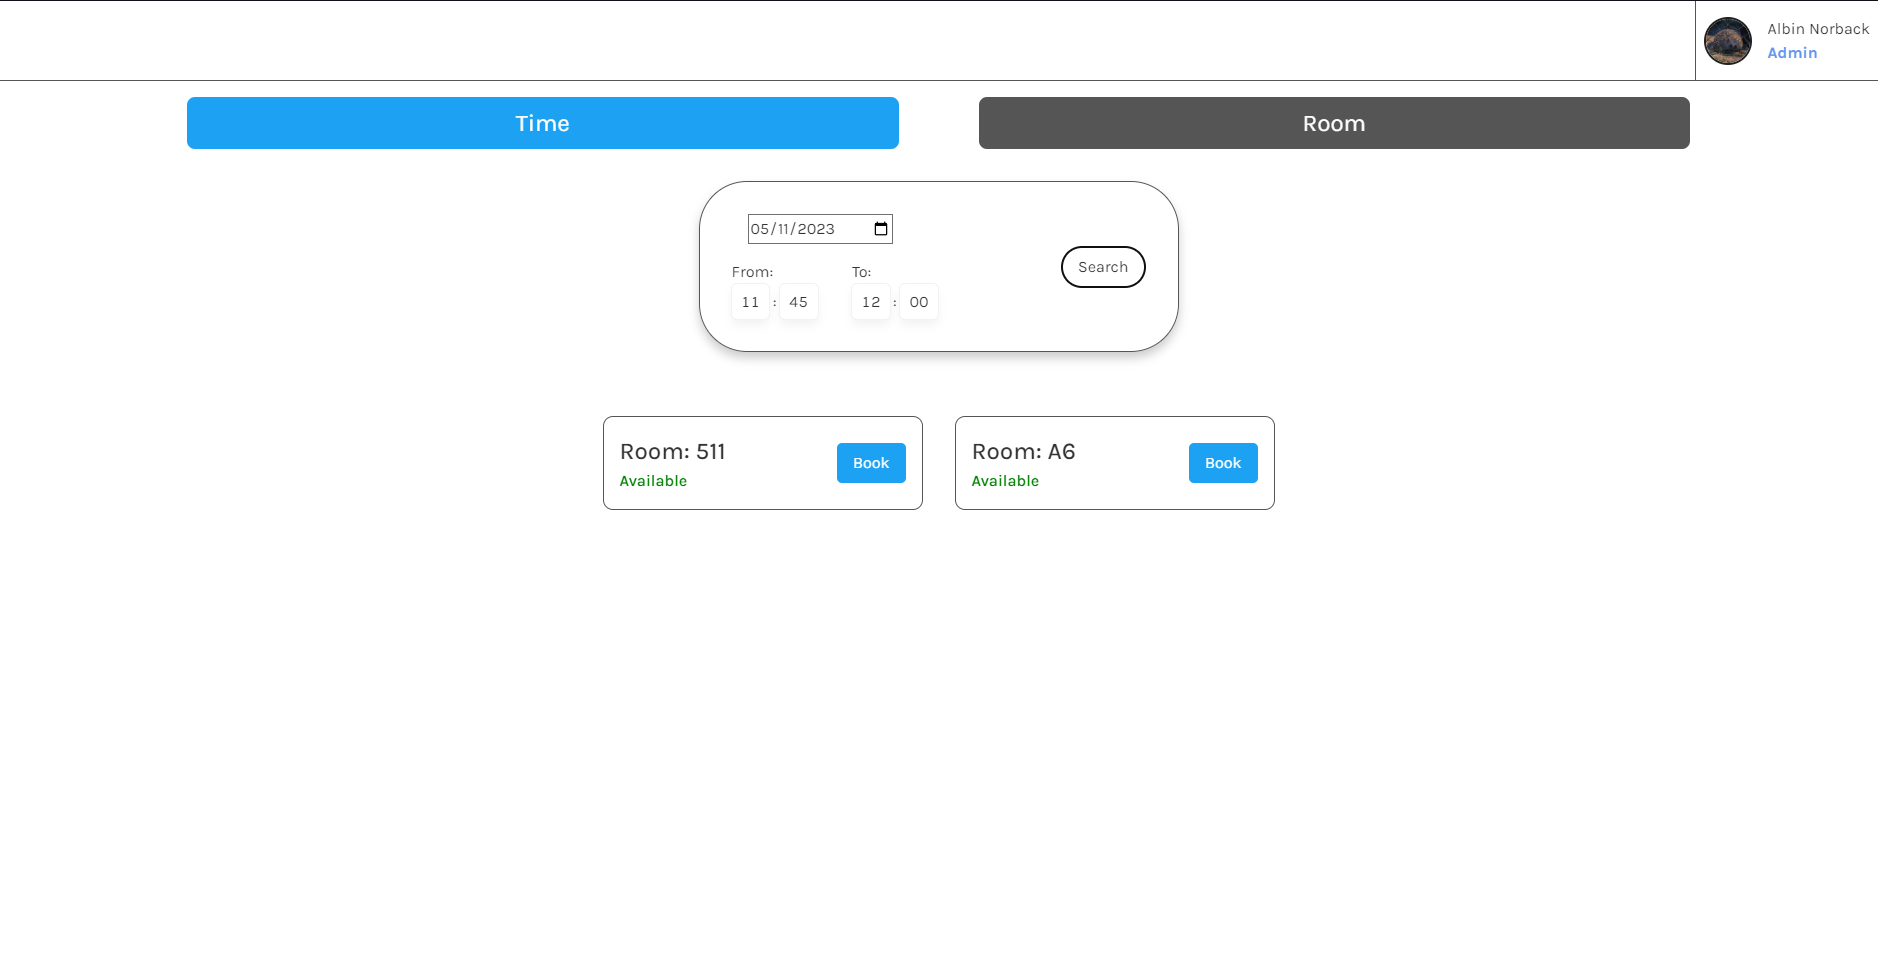 Albin Norback
Admin
Time
Room
05/11/2023
From:
To:
11 : 45
12 : 00
Search
Room: 511
Available
Book
Room: A6
Available
Book